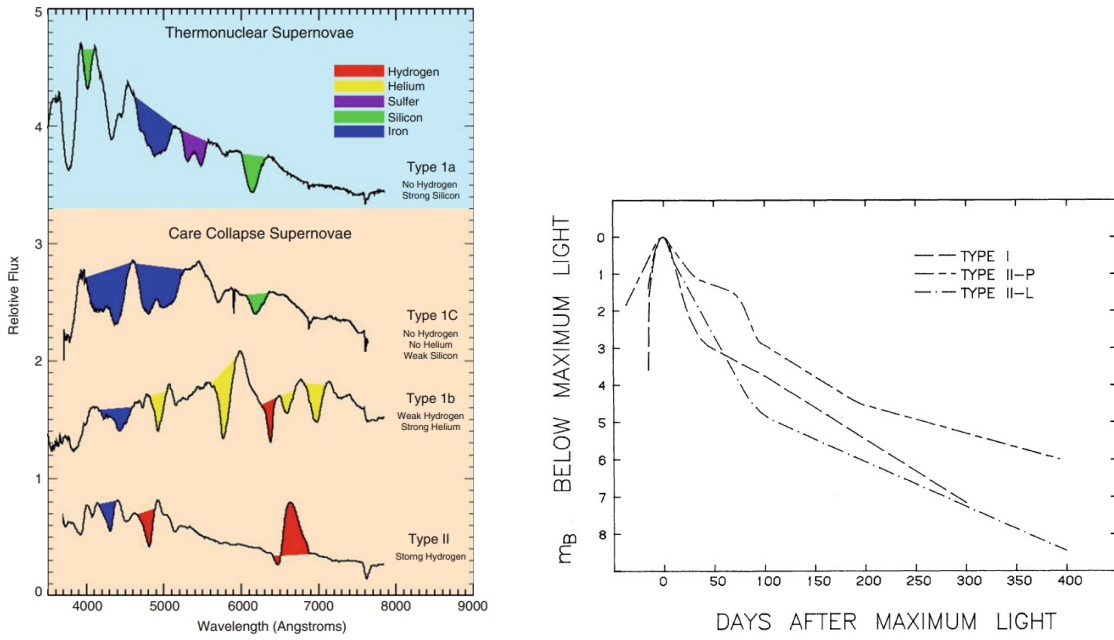 5
4
3
2
1
0
Reletive Flux
Thermonuclear Supernovae
Hydrogen
Helium
Sulfer
Silicon
Iron
Type 1a
No Hydrogen
Strong Silicon
Care Collapse Supernovae
Type 1C
No Hydrogen
No Helium
Weak Silicon
Type 1b
Weak Hydrogen
Strong Helium
Type II
Storng Hydrogen
4000 5000 6000 7000 8000 9000
Wavelength (Angstroms)
mB BELOW MAXIMUM LIGHT
0
1
2
3
4
5
6
7
8
TYPE I
TYPE II-P
TYPE II-L
0 50 100 150 200 250 300 350 400
DAYS AFTER MAXIMUM LIGHT